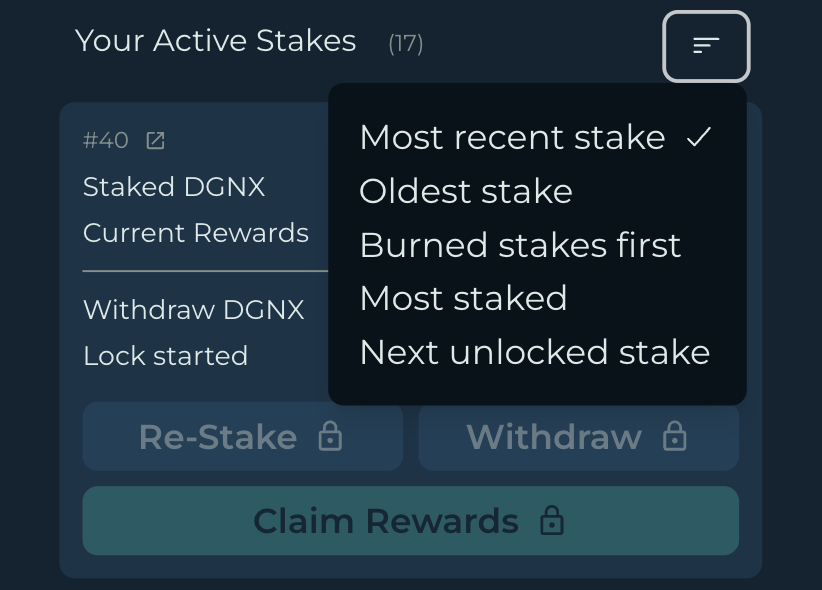 Your Active Stakes (17)
Most recent stake
Oldest stake
Burned stakes first
Most staked
Next unlocked stake
#40
Staked DGNX
Current Rewards
Withdraw DGNX
Lock started
Re-Stake
Withdraw
Claim Rewards